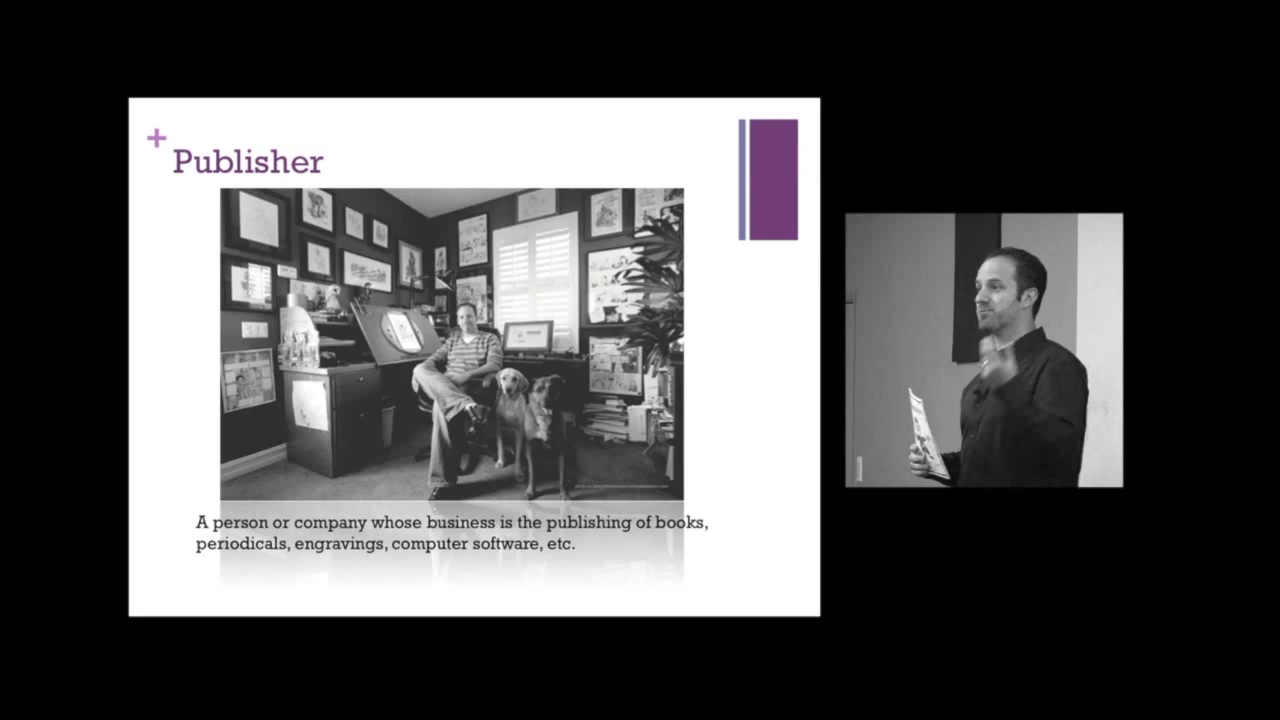 Publisher
A person or company whose business is the publishing of books,
periodicals, engravings, computer software, etc.